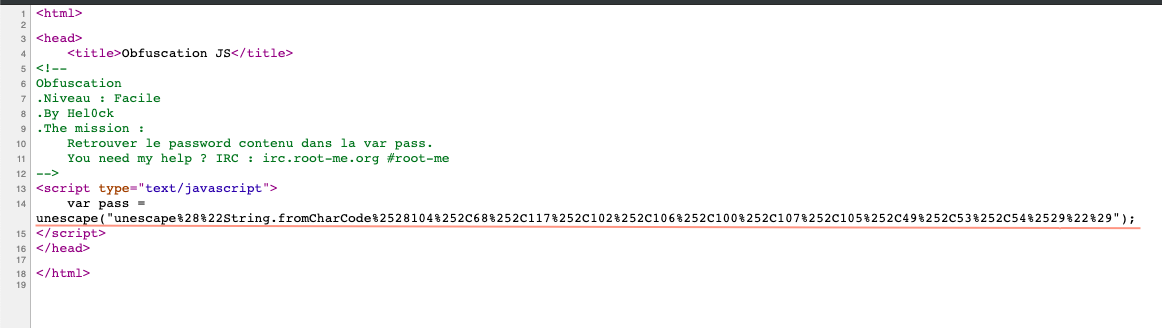 1 <html>
2
3 <head>
4 <title>Obfuscation JS</title>
5 <!--
6 Obfuscation
7 .Niveau : Facile
8 .By Hel0ck
9 .The mission :
10 Retrouver le password contenu dans la var pass.
11 You need my help ? IRC : irc.root-me.org #root-me
12 -->
13 <script type="text/javascript">
14 var pass =
unescape("unescape%28%22String.fromCharCode%2528104%252C68%252C117%252C102%252C106%252C100%252C107%252C105%252C49%252C53%252C54%2529%22%29");
15 </script>
16 </head>
17
18 </html>
19